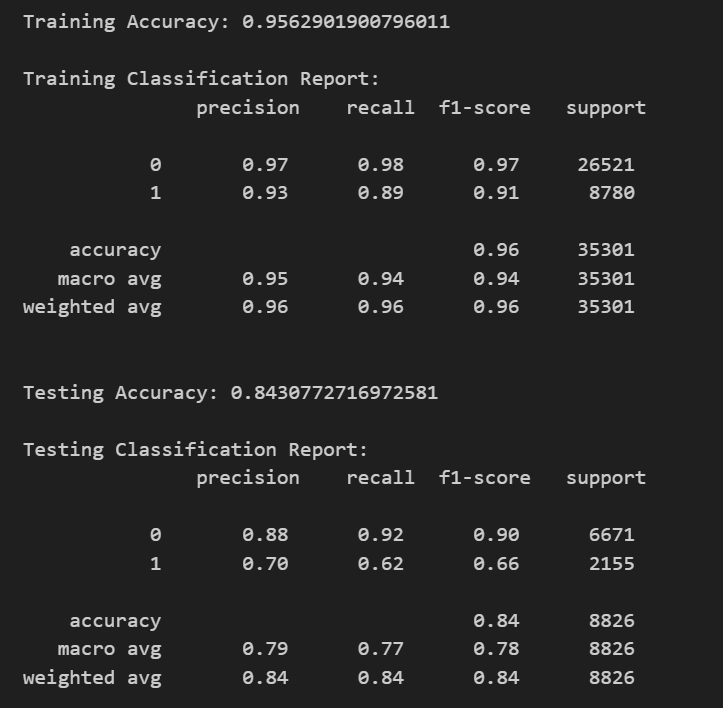 Training Accuracy: 0.9562901900796011
Training Classification Report:
precision recall f1-score support
0 0.97 0.98 0.97 26521
1 0.93 0.89 0.91 8780
accuracy 0.96 35301
macro avg 0.95 0.94 0.94 35301
weighted avg 0.96 0.96 0.96 35301
Testing Accuracy: 0.8430772716972581
Testing Classification Report:
precision recall f1-score support
0 0.88 0.92 0.90 6671
1 0.70 0.62 0.66 2155
accuracy 0.84 8826
macro avg 0.79 0.77 0.78 8826
weighted avg 0.84 0.84 0.84 8826